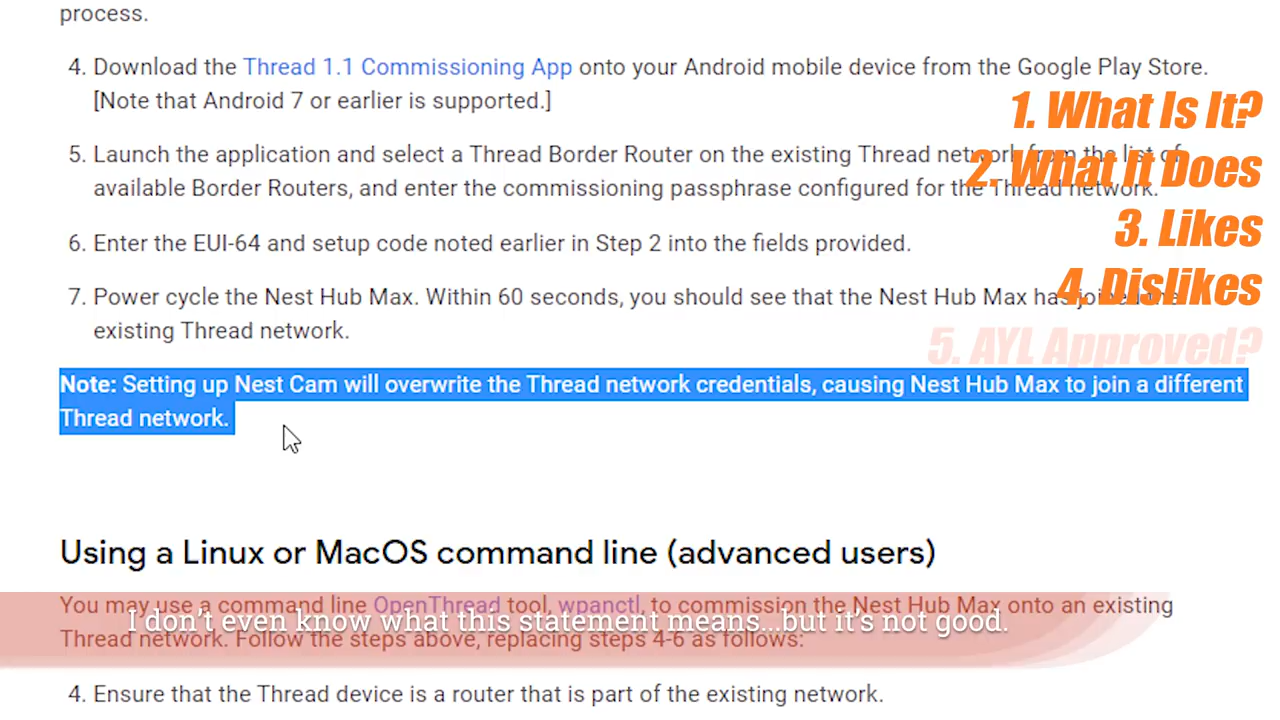 process.
4. Download the Thread 1.1 Commissioning App onto your Android mobile device from the Google Play Store.
[Note that Android 7 or earlier is supported.]
1. What Is It?
5. Launch the application and select a Thread Border Router on the existing Thread network from the list of
2. What It Does
available Border Routers, and enter the commissioning passphrase configured for the Thread network.
3. Likes
6. Enter the EUI-64 and setup code noted earlier in Step 2 into the fields provided.
4. Dislikes
7. Power cycle the Nest Hub Max. Within 60 seconds, you should see that the Nest Hub Max has joined the
existing Thread network.
5. AYL Approved?
Note: Setting up Nest Cam will overwrite the Thread network credentials, causing Nest Hub Max to join a different
Thread network.
Using a Linux or MacOS command line (advanced users)
You may use a command line OpenThread tool, wpanctl, to commission the Nest Hub Max onto an existing
I don't even know what this statement means...but it's not good.
Thread network. Follow the steps above, replacing steps 4-6 as follows:
4. Ensure that the Thread device is a router that is part of the existing network.